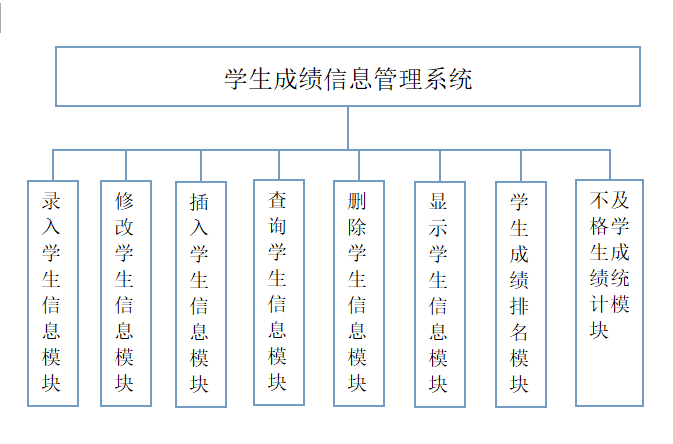 学生成绩信息管理系统
录入学生信息模块
修改学生信息模块
插入学生信息模块
查询学生信息模块
删除学生信息模块
显示学生信息模块
学生成绩排名模块
不及格学生成绩统计模块